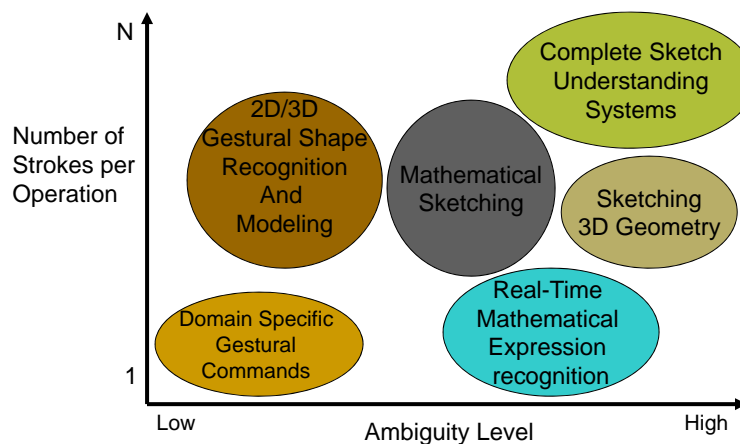 N
Number of
Strokes per
Operation
1
2D/3D
Gestural Shape
Recognition
And
Modeling
Mathematical
Sketching
Complete Sketch
Understanding
Systems
Sketching
3D Geometry
Domain Specific
Gestural
Commands
Real-Time
Mathematical
Expression
recognition
Low
Ambiguity Level
High